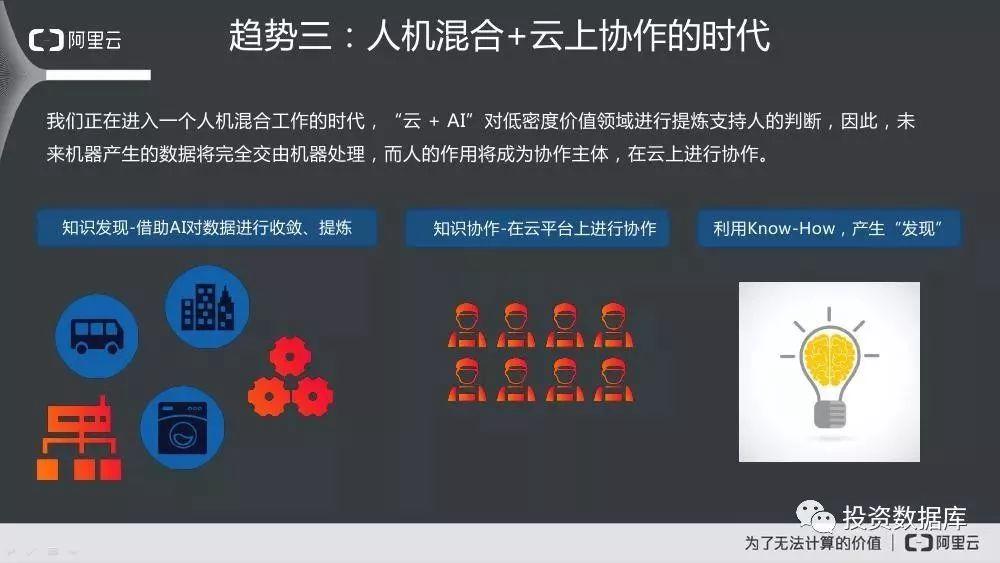 阿里云
趋势三：人机混合+云上协作的时代
我们正在进入一个人机混合工作的时代，“云 + AI”对低密度价值领域进行提炼支持人的判断，因此，未
来机器产生的数据将完全交由机器处理，而人的作用将成为协作主体，在云上进行协作。
知识发现-借助AI对数据进行收敛、提炼
知识协作-在云平台上进行协作
利用Know-How，产生“发现”
投资数据库
为了无法计算的价值 | 阿里云